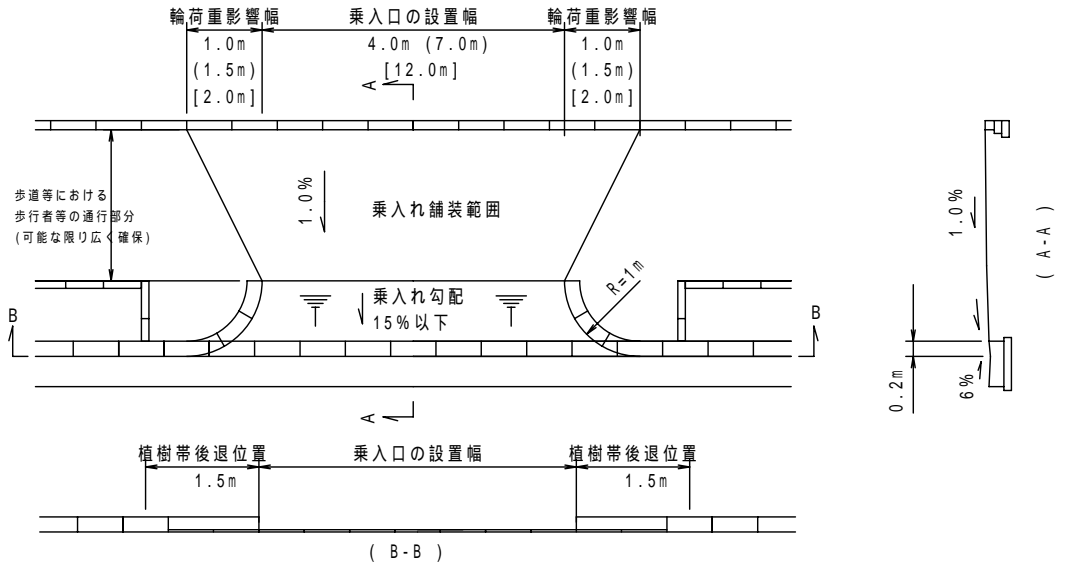 輪荷重影響幅
乗入口の設置幅
輪荷重影響幅
1.0m
4.0m (7.0m)
1.0m
(1.5m)
[12.0m]
(1.5m)
[2.0m]
A
[2.0m]
歩道等における
歩行者等の通行部分
(可能な限り広く確保)
1.0%
乗入れ舗装範囲
1.0%
( A-A )
R=1m
乗入れ勾配
15%以下
B
B
0.2m
6%
A
植樹帯後退位置
乗入口の設置幅
植樹帯後退位置
1.5m
1.5m
( B-B )